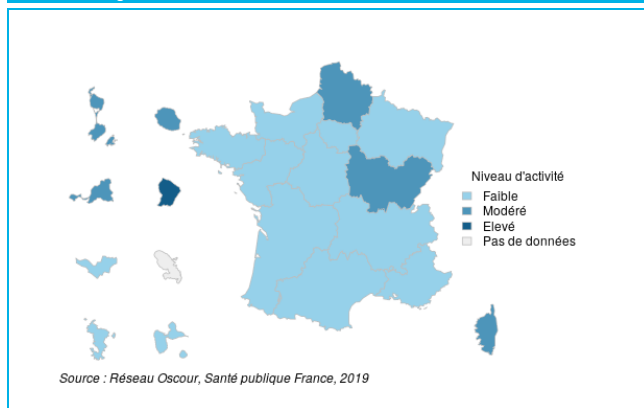 Niveau d'activité
Faible
Modéré
Elevé
Pas de données
Source : Réseau Oscour, Santé publique France, 2019